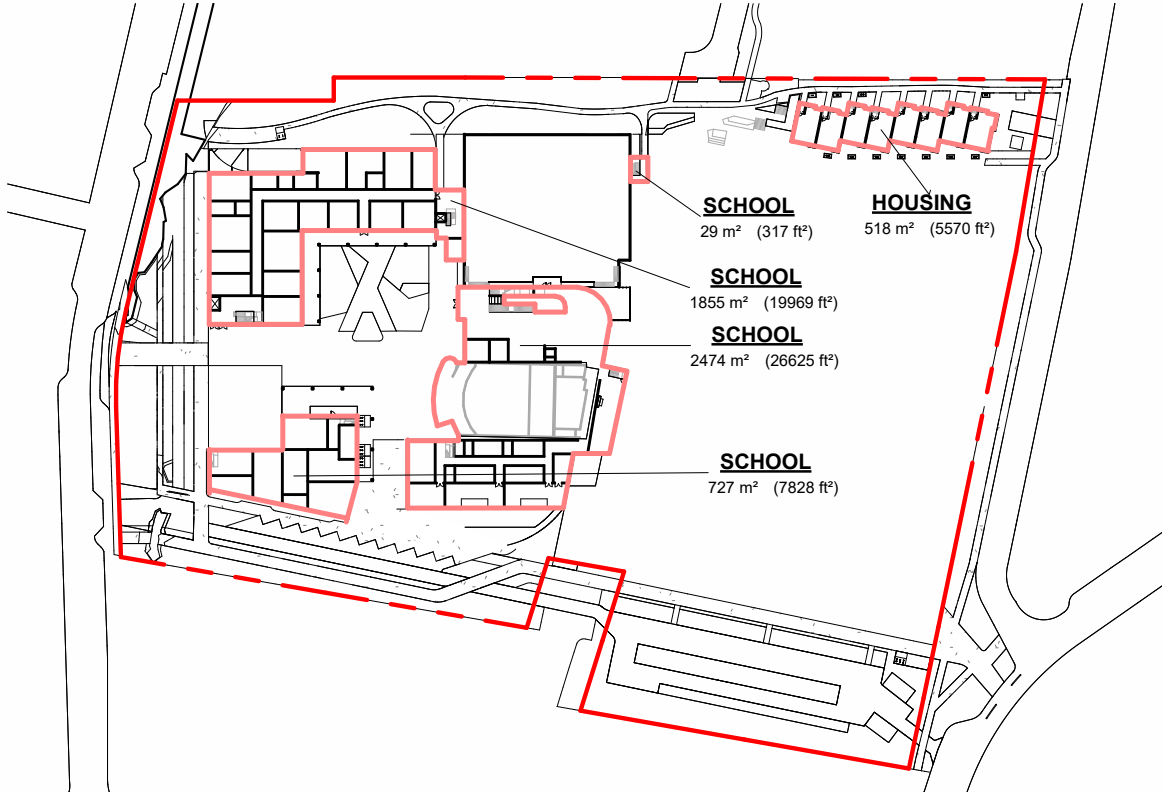 SCHOOL
29 m² (317 ft²)
HOUSING
518 m² (5570 ft²)
SCHOOL
1855 m² (19969 ft²)
SCHOOL
2474 m² (26625 ft²)
SCHOOL
727 m² (7828 ft²)